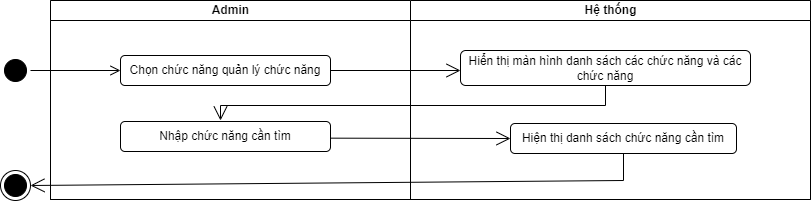 Admin
Hệ thống
Chọn chức năng quản lý chức năng
Hiển thị màn hình danh sách các chức năng và các
chức năng
Nhập chức năng cần tìm
Hiện thị danh sách chức năng cần tìm